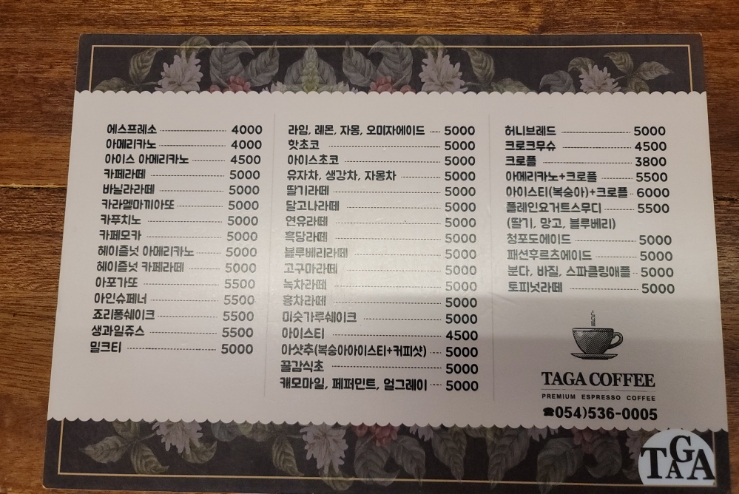 에스프레소 4000
아메리카노 4000
아이스 아메리카노 4500
카페라떼 5000
바닐라라떼 5000
카라멜마끼아또 5000
카푸치노 5000
카페모카 5000
헤이즐넛 아메리카노 5000
헤이즐넛 카페라떼 5000
아포가또 5500
아인슈페너 5500
죠리퐁쉐이크 5500
생과일쥬스 5500
밀크티 5000
라임, 레몬, 자몽, 오미자에이드 5000
핫초코 5000
아이스초코 5000
유자차, 생강차, 자몽차 5000
딸기라떼 5000
달고나라떼 5000
연유라떼 5000
흑당라떼 5000
블루베리라떼 5000
고구마라떼 5000
녹차라떼 5000
홍차라떼 5000
미숫가루쉐이크 5000
아이스티 4500
아샷추(복숭아아이스티+커피샷) 5000
꿀감식초 5000
캐모마일, 페퍼민트, 얼그레이 5000
허니브레드 5000
크로크무슈 4500
크로플 3800
아메리카노+크로플 5500
아이스티(복숭아)+크로플 6000
플레인요거트스무디 5500
(딸기, 망고, 블루베리)
청포도에이드 5000
패션후르츠에이드 5000
분다, 바질, 스파클링애플 5000
토피넛라떼 5000
TAGA COFFEE
PREMIUM ESPRESSO COFFEE
☎054)536-0005
TAGA